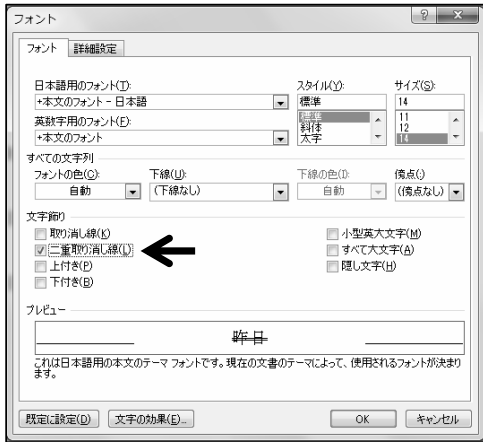 フォント
フォント 詳細設定
日本語用のフォント(T): スタイル(Y): サイズ(S):
+本文のフォント - 日本語 標準 14
英数字用のフォント(F): 標準 11
+本文のフォント 斜体 12
太字 14
すべての文字列
フォントの色(C): 下線(U): 下線の色(I): 傍点(:)
自動 (下線なし) 自動 (傍点なし)
文字飾り
取り消し線(K) 小型英大文字(M)
二重取り消し線(L) すべて大文字(A)
上付き(P) 隠し文字(H)
下付き(B)
プレビュー
昨日
これは日本語用の本文のテーマ フォントです。現在の文書のテーマによって、使用されるフォントが決まり
ます。
既定に設定(D) 文字の効果(E)... OK キャンセル